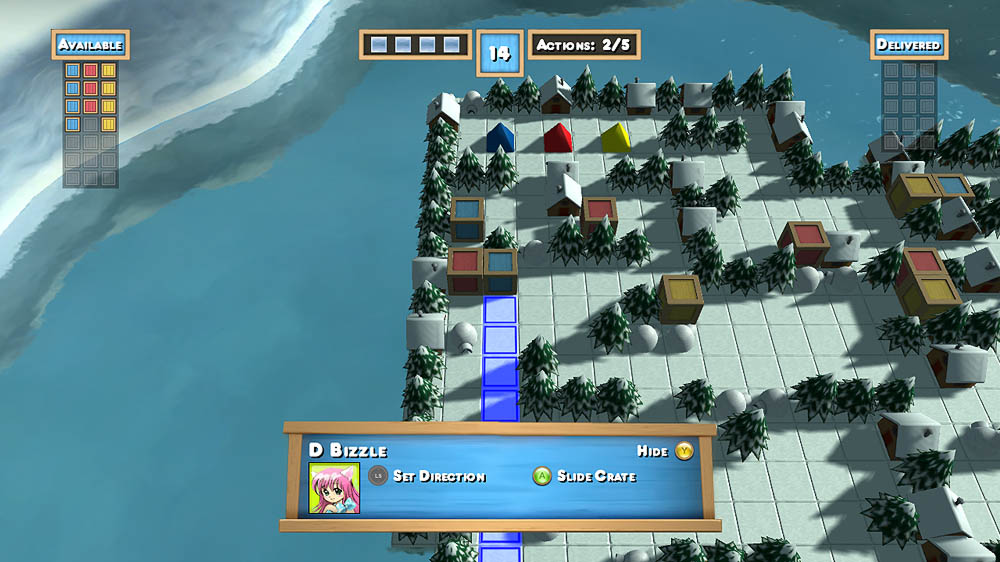 Available
14
Actions: 2/5
Delivered
D Bizzle
Hide Y
LS Set Direction
A Slide Crate